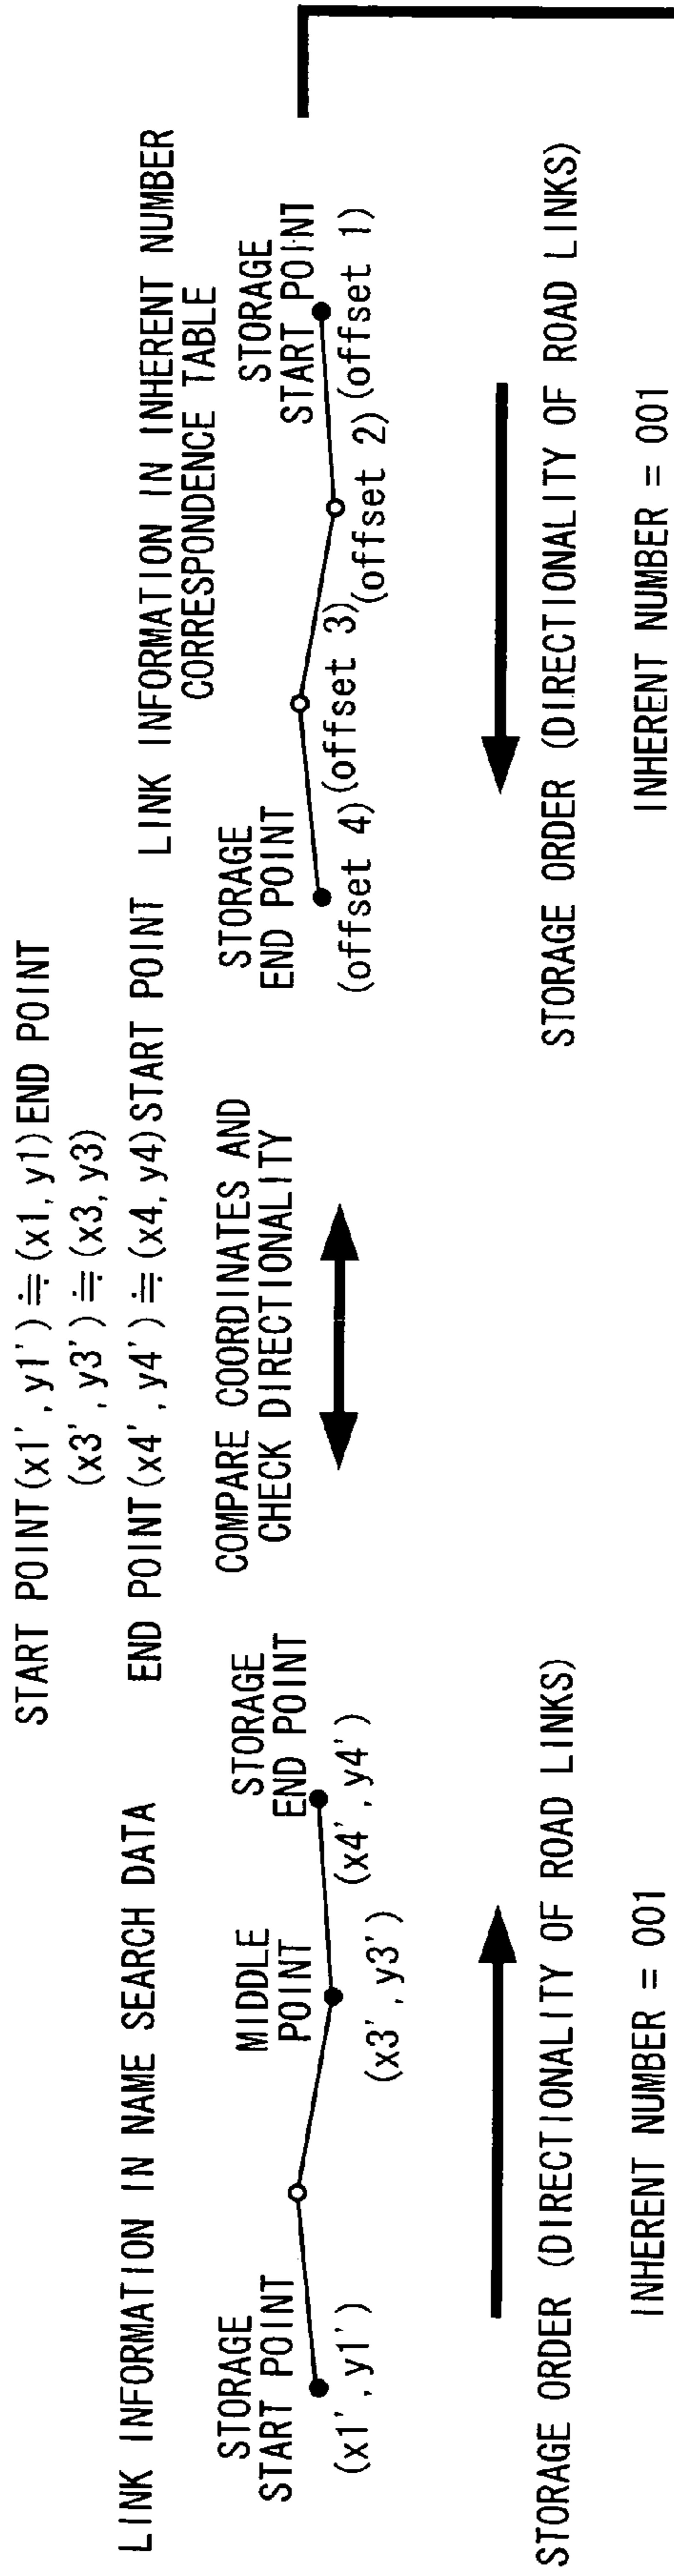 START POINT(x1', y1')≒(x1, y1)END POINT
(x3', y3')≒(x3, y3)
END POINT(x4', y4')≒(x4, y4)START POINT
LINK INFORMATION IN NAME SEARCH DATA
STORAGE
START POINT
(x1', y1')
MIDDLE
POINT
(x3', y3')
STORAGE
END POINT
(x4', y4')
STORAGE ORDER (DIRECTIONALITY OF ROAD LINKS)
INHERENT NUMBER = 001
COMPARE COORDINATES AND
CHECK DIRECTIONALITY
LINK INFORMATION IN INHERENT NUMBER
CORRESPONDENCE TABLE
STORAGE
END POINT
(offset 4)
(offset 3)
(offset 2)
STORAGE
START POINT
(offset 1)
STORAGE ORDER (DIRECTIONALITY OF ROAD LINKS)
INHERENT NUMBER = 001